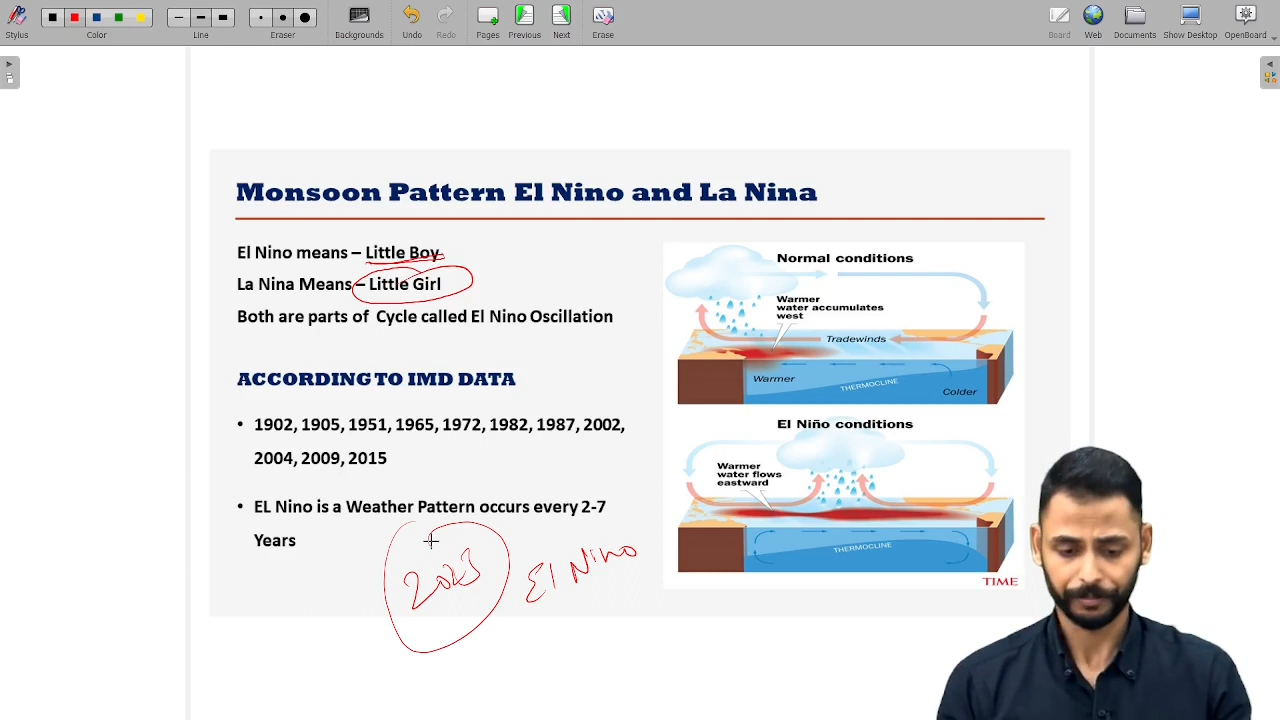 Stylus
Color
Line
Eraser
Backgrounds
Undo
Redo
Pages
Previous
Next
Erase
Board
Web
Documents
Show Desktop
OpenBoard
Monsoon Pattern El Nino and La Nina
El Nino means – Little Boy
La Nina Means – Little Girl
Both are parts of Cycle called El Nino Oscillation
ACCORDING TO IMD DATA
• 1902, 1905, 1951, 1965, 1972, 1982, 1987, 2002,
2004, 2009, 2015
• EL Nino is a Weather Pattern occurs every 2-7
Years
2023
El Nino
Normal conditions
Warmer
water accumulates
west
Tradewinds
Warmer
THERMOCLINE
Colder
El Niño conditions
Warmer
water flows
eastward
THERMOCLINE
TIME